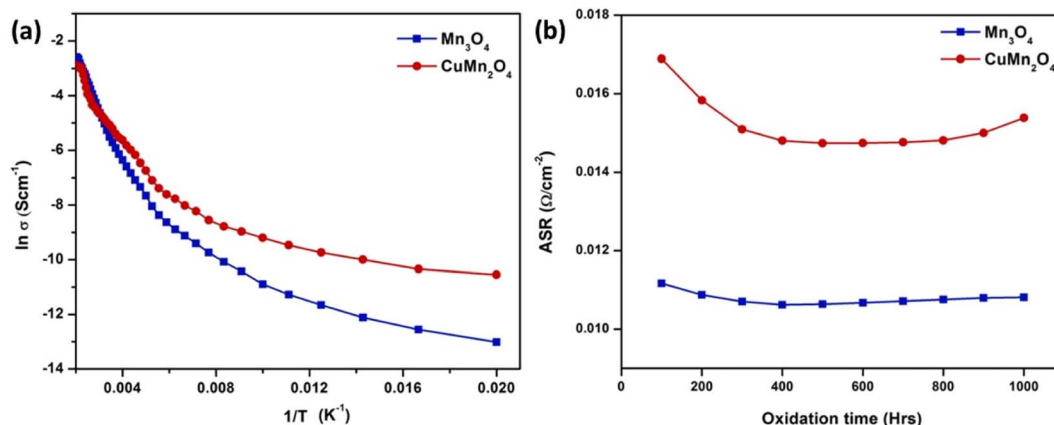 (a)
ln σ (Scm⁻¹)
-2
-4
-6
-8
-10
-12
-14
0.004
0.008
0.012
0.016
0.020
1/T (K⁻¹)
Mn₃O₄
CuMn₂O₄
(b)
ASR (Ω/cm⁻²)
0.018
0.016
0.014
0.012
0.010
0
200
400
600
800
1000
Oxidation time (Hrs)
Mn₃O₄
CuMn₂O₄